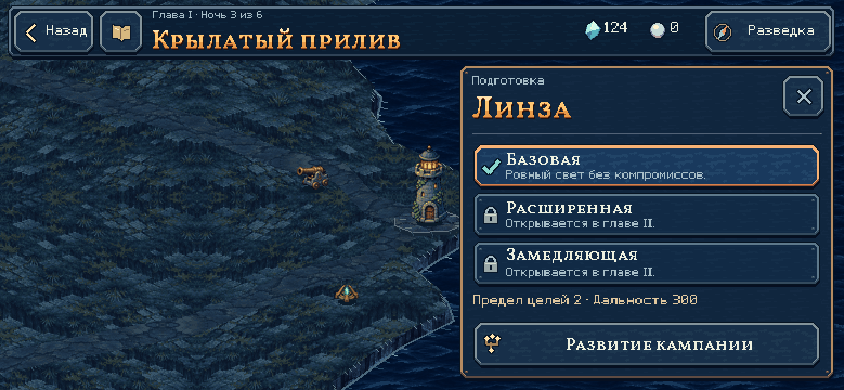 Глава I · Ночь 3 из 6
Назад
Крылатый прилив
124
0
Разведка
Подготовка
Линза
Базовая
Ровный свет без компромиссов.
Расширенная
Открывается в главе II.
Замедляющая
Открывается в главе II.
Предел целей 2 · Дальность 300
Развитие кампании